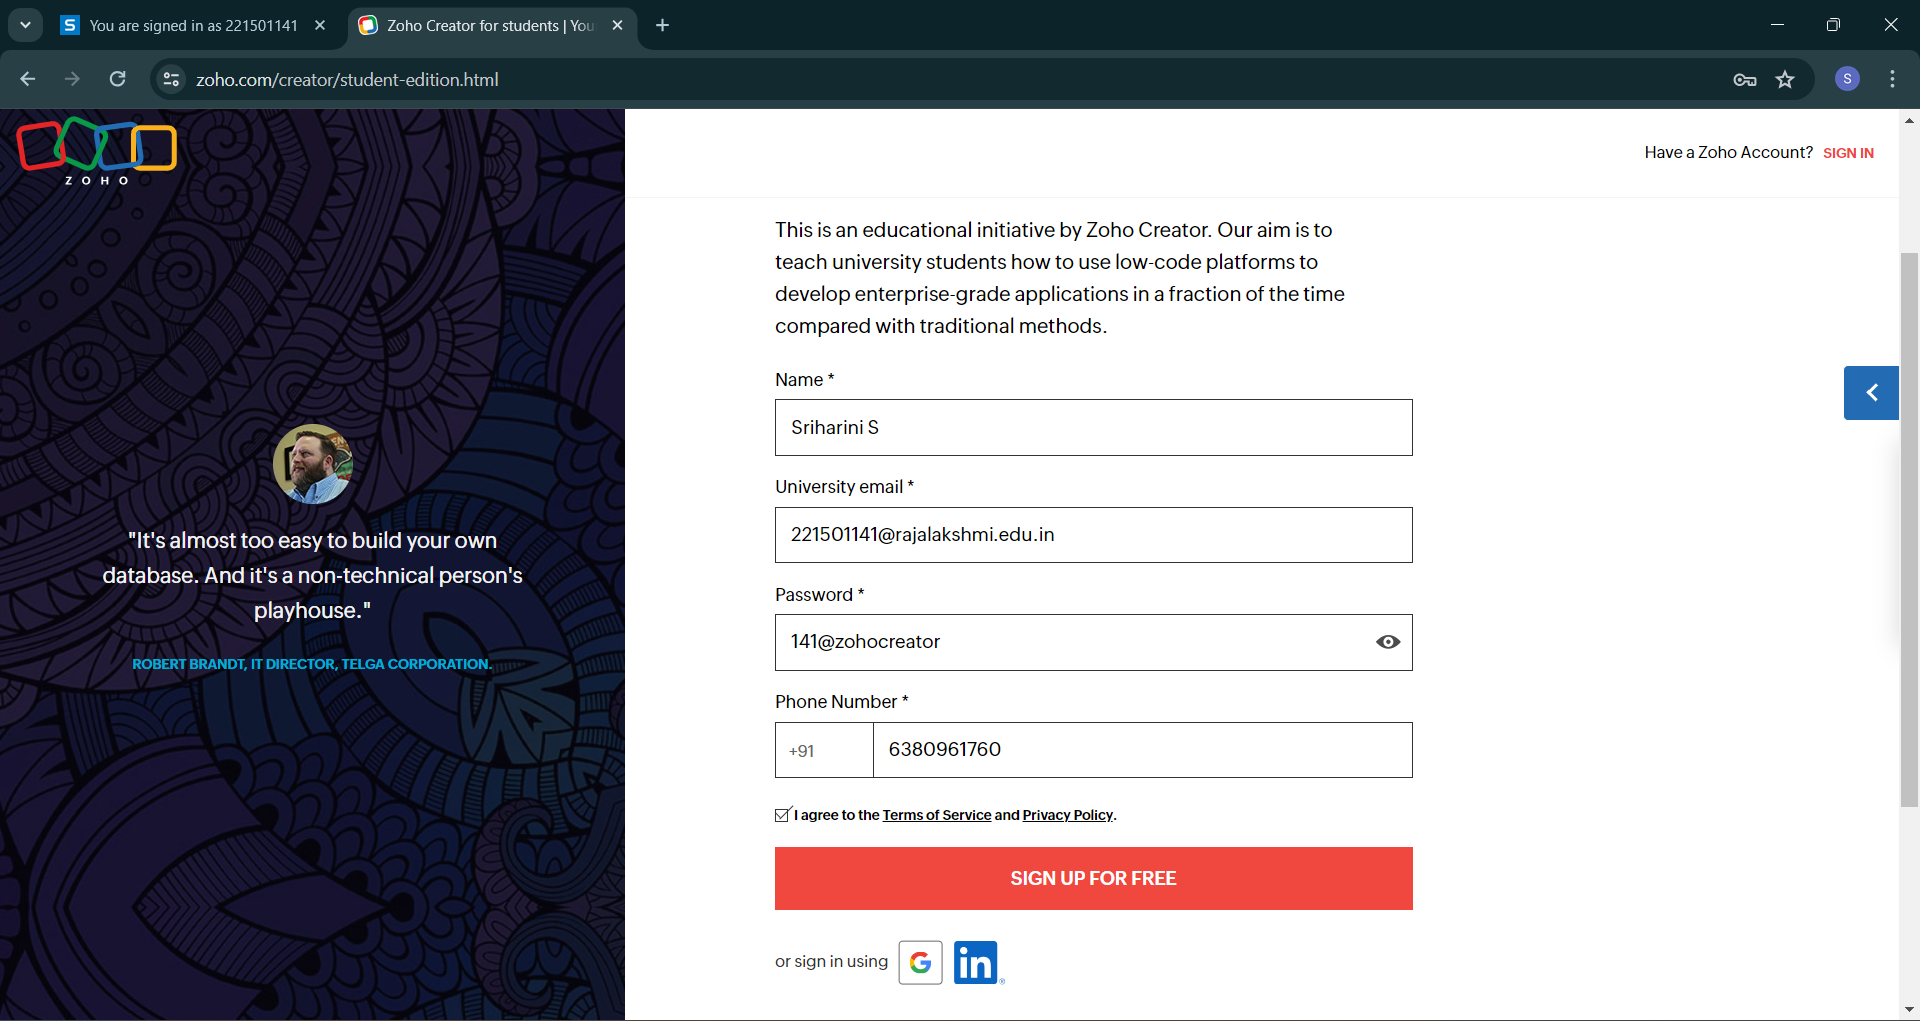 You are signed in as 221501141
Zoho Creator for students | You
zoho.com/creator/student-edition.html
S
ZOHO
Have a Zoho Account? SIGN IN
This is an educational initiative by Zoho Creator. Our aim is to
teach university students how to use low-code platforms to
develop enterprise-grade applications in a fraction of the time
compared with traditional methods.
Name *
Sriharini S
University email *
221501141@rajalakshmi.edu.in
Password *
141@zohocreator
Phone Number *
+91 6380961760
I agree to the Terms of Service and Privacy Policy.
SIGN UP FOR FREE
or sign in using G in
"It's almost too easy to build your own
database. And it's a non-technical person's
playhouse."
ROBERT BRANDT, IT DIRECTOR, TELGA CORPORATION.